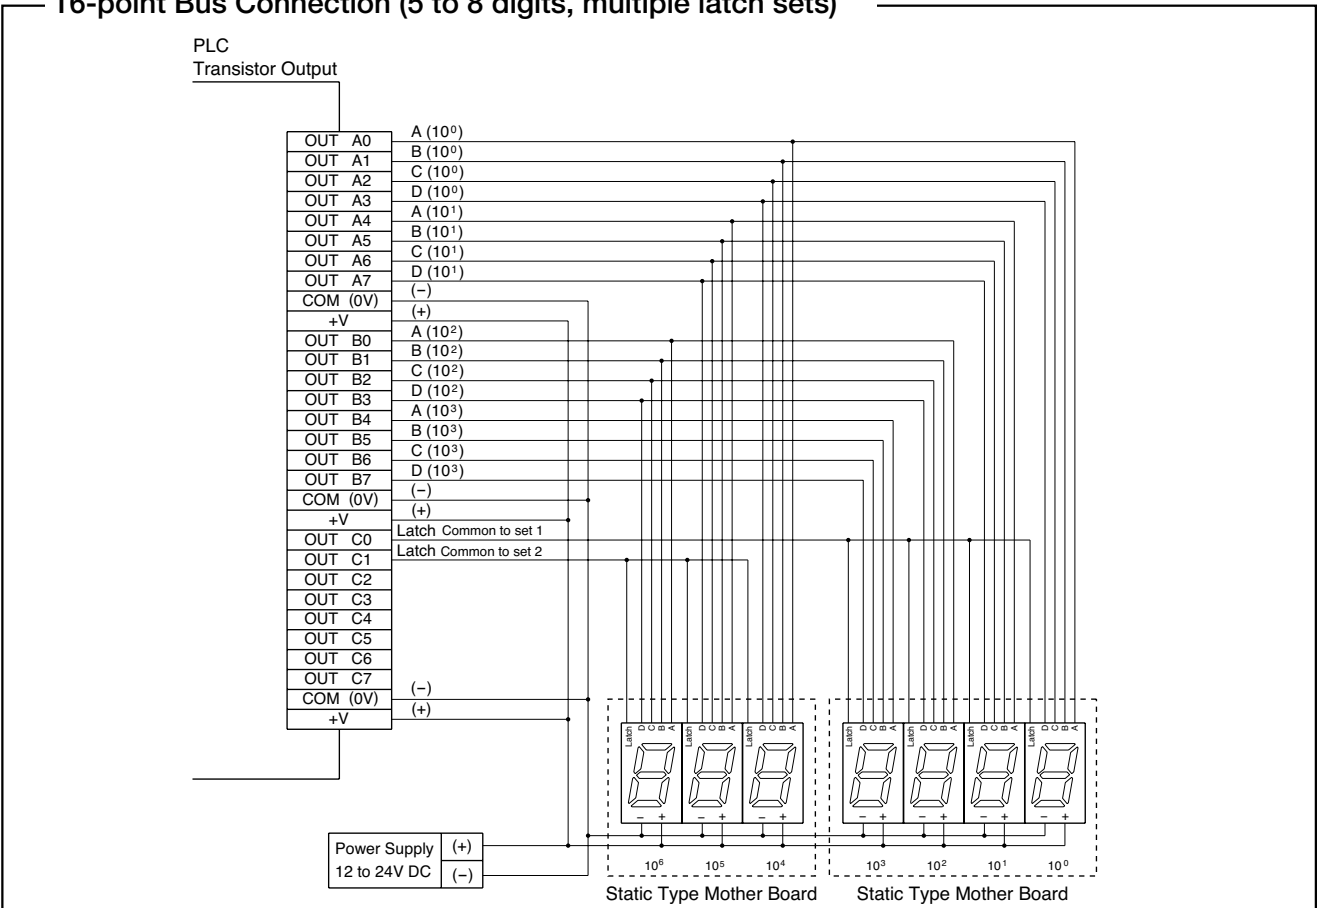 16-point Bus Connection (5 to 8 digits, multiple latch sets)
PLC
Transistor Output
OUT A0 A (10⁰)
OUT A1 B (10⁰)
OUT A2 C (10⁰)
OUT A3 D (10⁰)
OUT A4 A (10¹)
OUT A5 B (10¹)
OUT A6 C (10¹)
OUT A7 D (10¹)
COM (0V) (−)
+V (+)
OUT B0 A (10²)
OUT B1 B (10²)
OUT B2 C (10²)
OUT B3 D (10²)
OUT B4 A (10³)
OUT B5 B (10³)
OUT B6 C (10³)
OUT B7 D (10³)
COM (0V) (−)
+V (+)
OUT C0 Latch Common to set 1
OUT C1 Latch Common to set 2
OUT C2
OUT C3
OUT C4
OUT C5
OUT C6
OUT C7
COM (0V) (−)
+V (+)
Latch D C B A Latch D C B A Latch D C B A Latch D C B A Latch D C B A Latch D C B A Latch D C B A
− + − + − + − + − + − + − +
Power Supply (+)
12 to 24V DC (−)
10⁶ 10⁵ 10⁴ 10³ 10² 10¹ 10⁰
Static Type Mother Board Static Type Mother Board